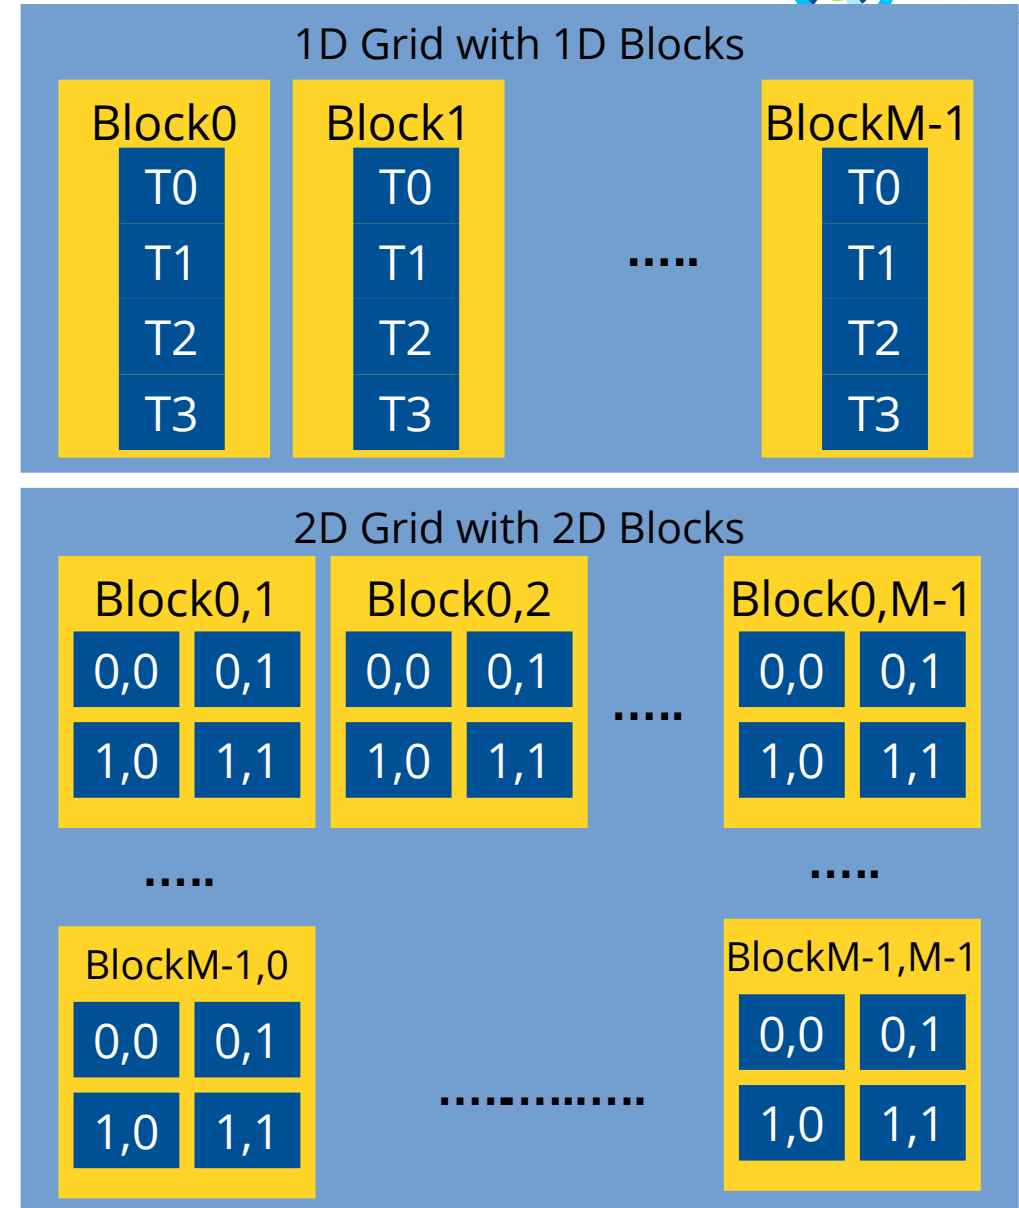 1D Grid with 1D Blocks
Block0 Block1 BlockM-1
T0 T0 T0
T1 T1 ..... T1
T2 T2 T2
T3 T3 T3
2D Grid with 2D Blocks
Block0,1 Block0,2 Block0,M-1
0,0 0,1 0,0 0,1 0,0 0,1
.....
1,0 1,1 1,0 1,1 1,0 1,1
..... .....
BlockM-1,0 BlockM-1,M-1
0,0 0,1 0,0 0,1
..............
1,0 1,1 1,0 1,1